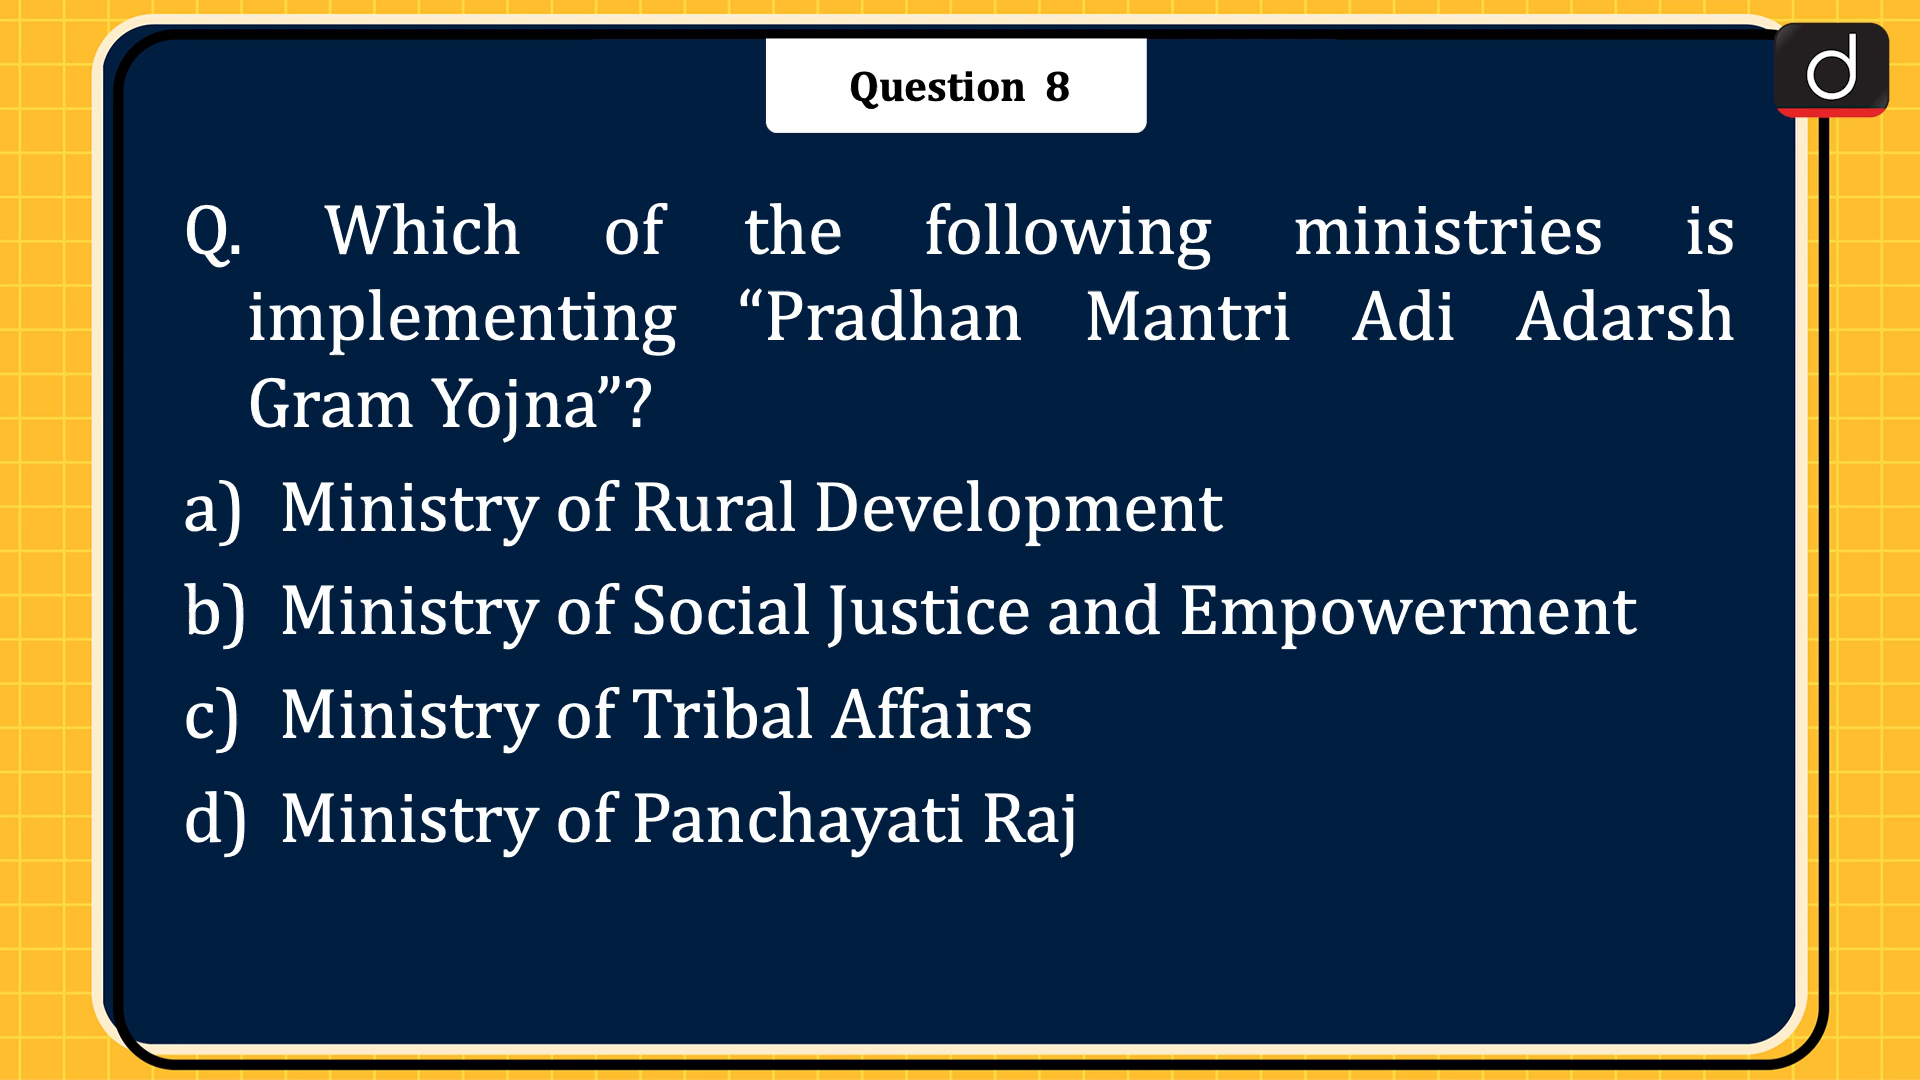 Question 8
Q. Which of the following ministries is
implementing “Pradhan Mantri Adi Adarsh
Gram Yojna”?
a) Ministry of Rural Development
b) Ministry of Social Justice and Empowerment
c) Ministry of Tribal Affairs
d) Ministry of Panchayati Raj
d